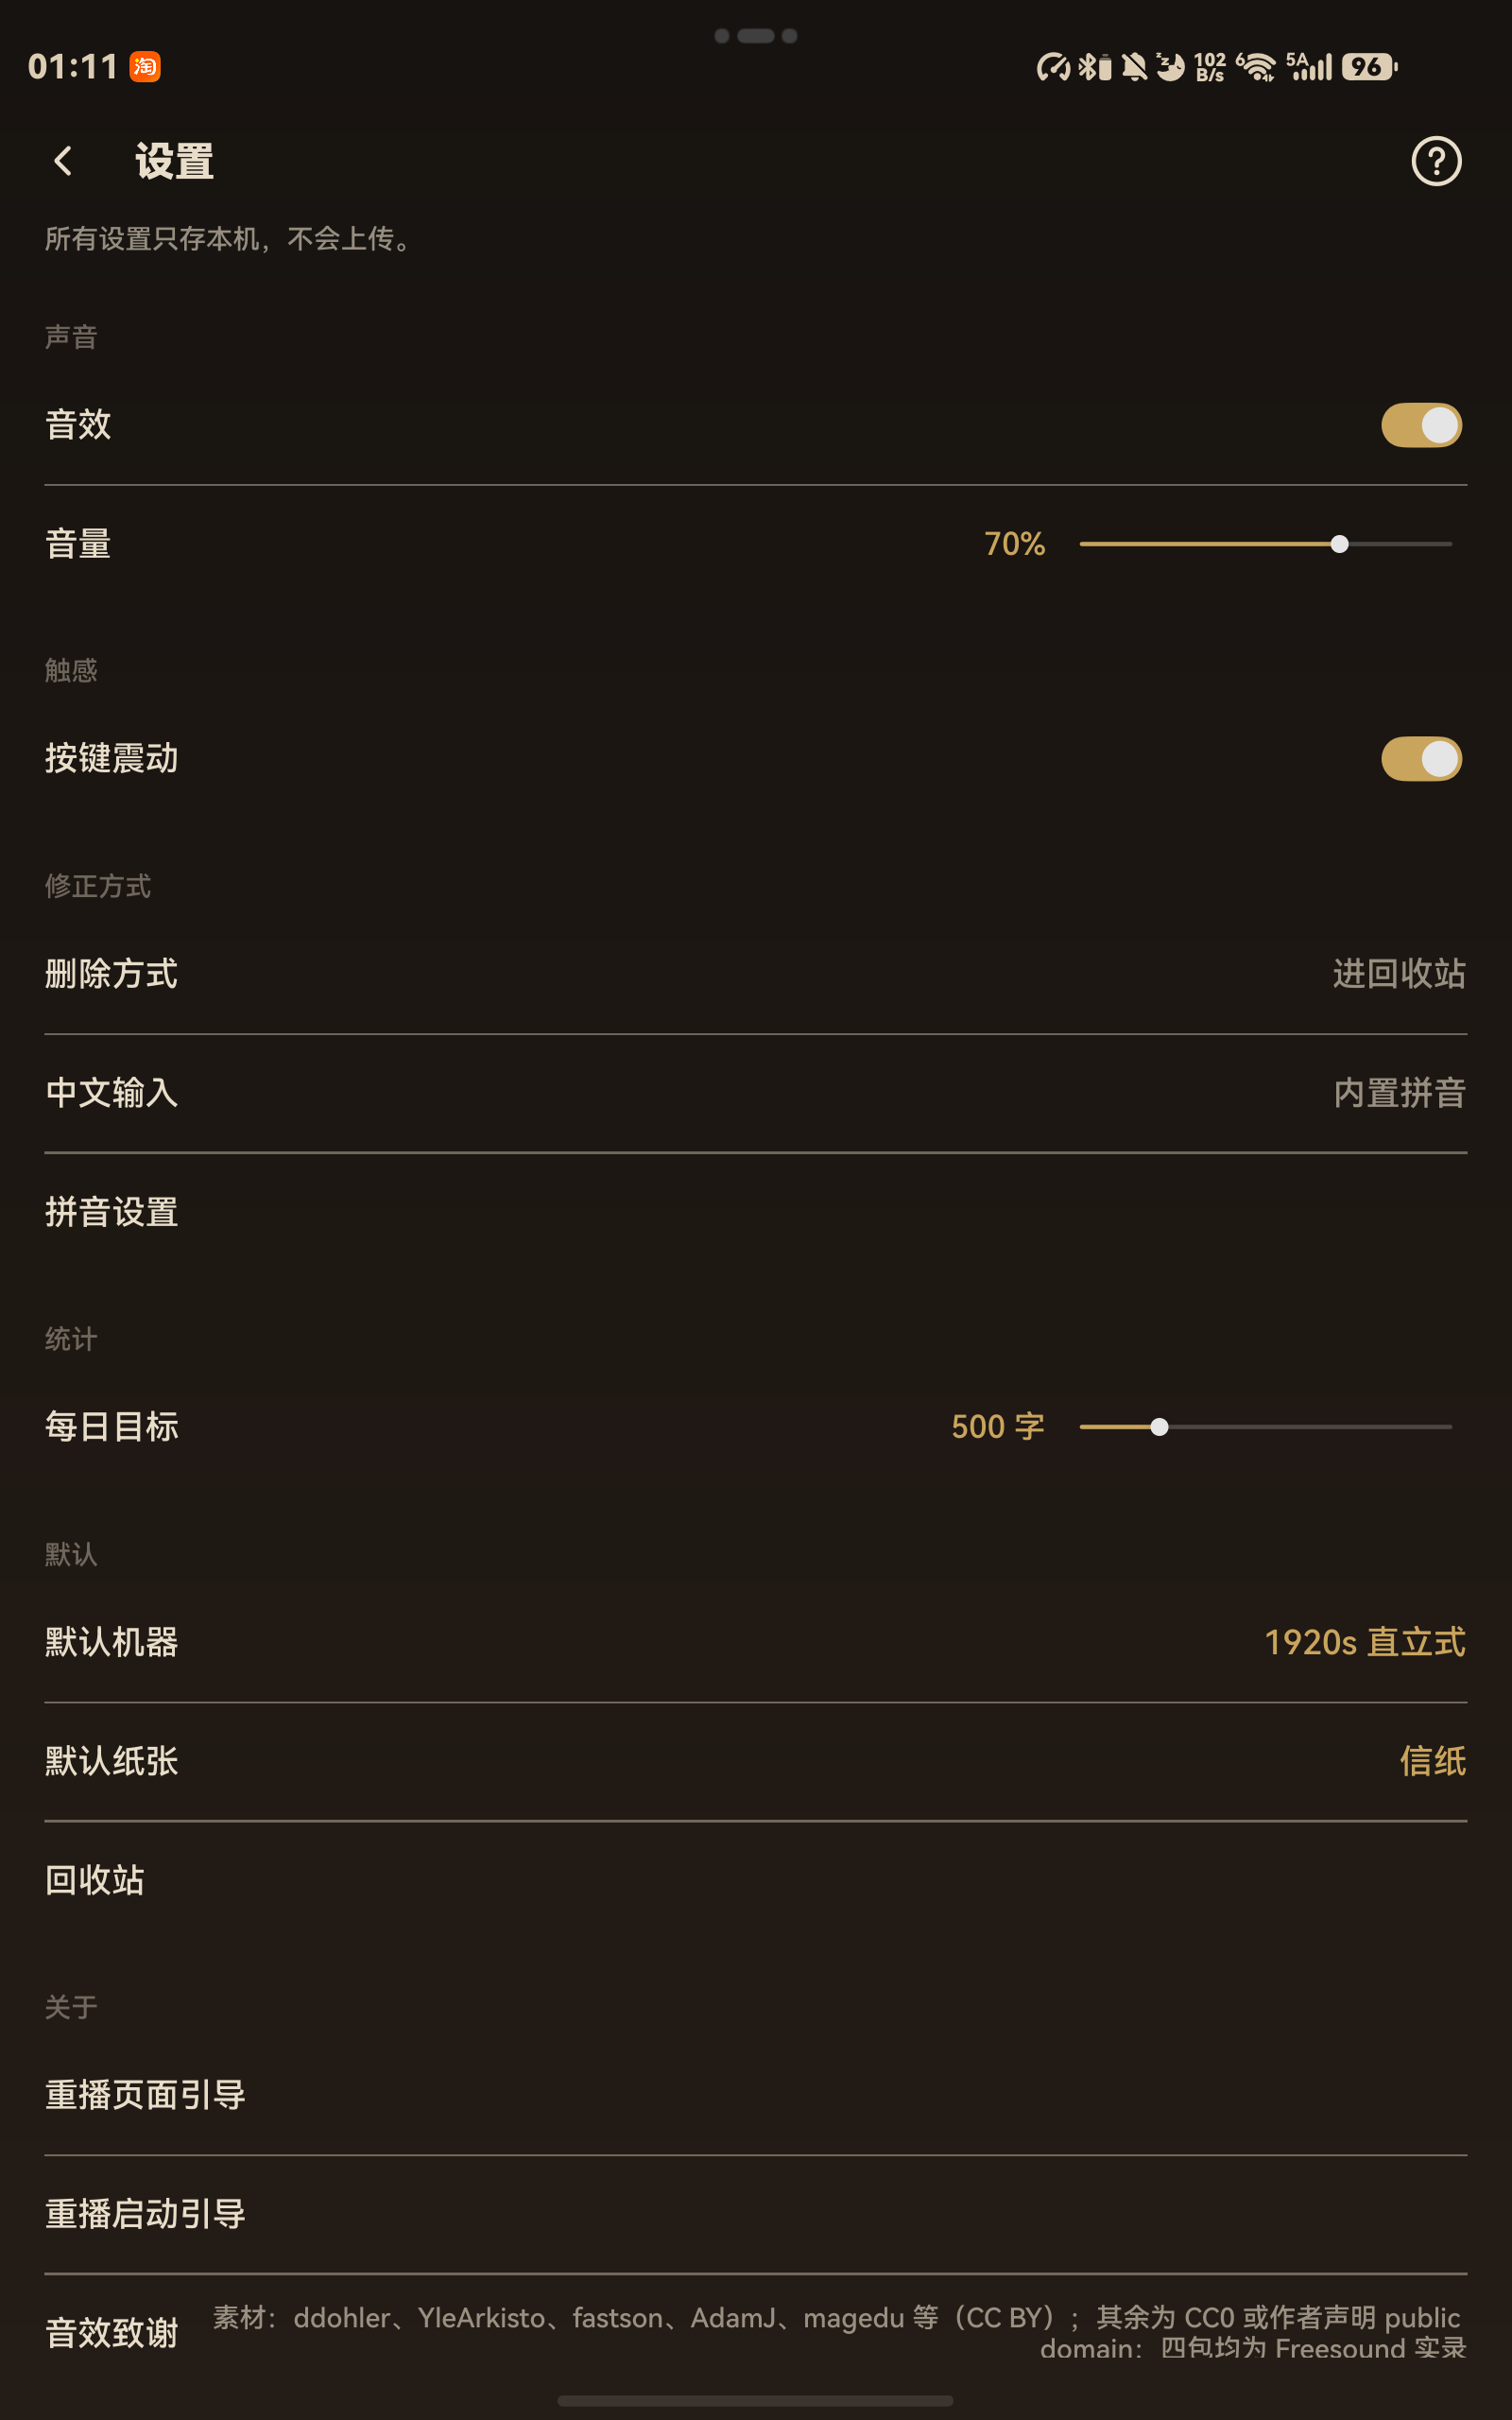 01:11 淘 102 B/s 6 5A 96
设置
所有设置只存本机，不会上传。
声音
音效
音量 70%
触感
按键震动
修正方式
删除方式 进回收站
中文输入 内置拼音
拼音设置
统计
每日目标 500 字
默认
默认机器 1920s 直立式
默认纸张 信纸
回收站
关于
重播页面引导
重播启动引导
音效致谢 素材：ddohler、YleArkisto、fastson、AdamJ、magedu 等（CC BY）；其余为 CC0 或作者声明 public
domain；四包均为 Freesound 实录